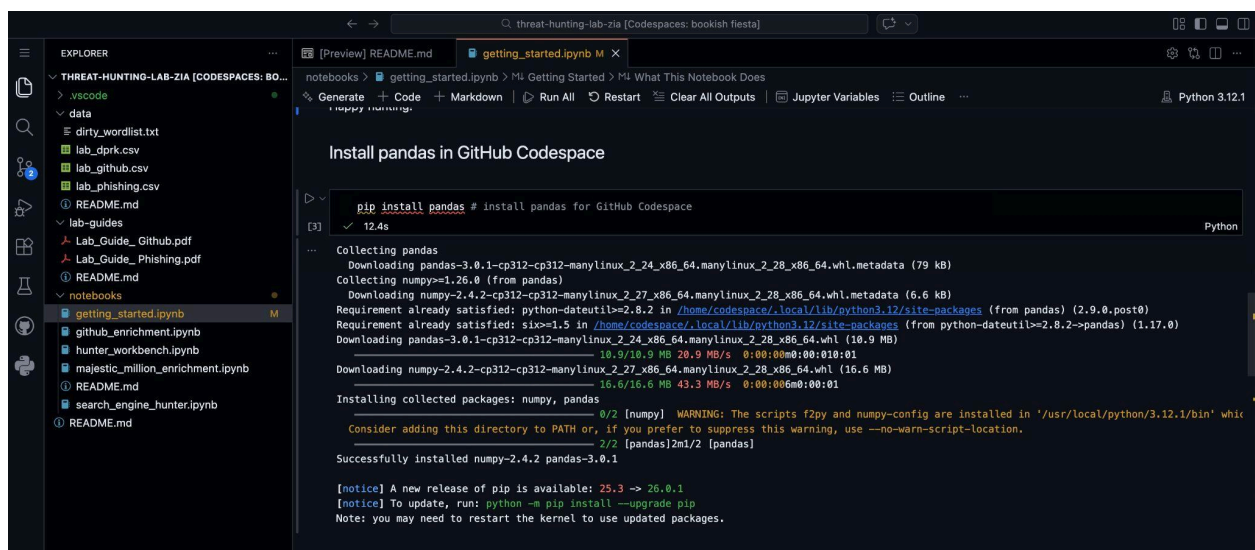 threat-hunting-lab-zia [Codespaces: bookish fiesta]
EXPLORER
THREAT-HUNTING-LAB-ZIA [CODESPACES: BO...
.vscode
data
dirty_wordlist.txt
lab_dprk.csv
lab_github.csv
lab_phishing.csv
README.md
lab-guides
Lab_Guide_ Github.pdf
Lab_Guide_ Phishing.pdf
README.md
notebooks
getting_started.ipynb M
github_enrichment.ipynb
hunter_workbench.ipynb
majestic_million_enrichment.ipynb
README.md
search_engine_hunter.ipynb
README.md
2
[Preview] README.md
getting_started.ipynb M
notebooks > getting_started.ipynb > M↓ Getting Started > M↓ What This Notebook Does
Generate + Code + Markdown Run All Restart Clear All Outputs Jupyter Variables Outline ... Python 3.12.1
Happy hunting!
Install pandas in GitHub Codespace
pip install pandas # install pandas for GitHub Codespace
[3] ✓ 12.4s Python
Collecting pandas
Downloading pandas-3.0.1-cp312-cp312-manylinux_2_24_x86_64.manylinux_2_28_x86_64.whl.metadata (79 kB)
Collecting numpy>=1.26.0 (from pandas)
Downloading numpy-2.4.2-cp312-cp312-manylinux_2_27_x86_64.manylinux_2_28_x86_64.whl.metadata (6.6 kB)
Requirement already satisfied: python-dateutil>=2.8.2 in /home/codespace/.local/lib/python3.12/site-packages (from pandas) (2.9.0.post0)
Requirement already satisfied: six>=1.5 in /home/codespace/.local/lib/python3.12/site-packages (from python-dateutil>=2.8.2->pandas) (1.17.0)
Downloading pandas-3.0.1-cp312-cp312-manylinux_2_24_x86_64.manylinux_2_28_x86_64.whl (10.9 MB)
10.9/10.9 MB 20.9 MB/s 0:00:00m0:00:010:01
Downloading numpy-2.4.2-cp312-cp312-manylinux_2_27_x86_64.manylinux_2_28_x86_64.whl (16.6 MB)
16.6/16.6 MB 43.3 MB/s 0:00:006m0:00:01
Installing collected packages: numpy, pandas
0/2 [numpy] WARNING: The scripts f2py and numpy-config are installed in '/usr/local/python/3.12.1/bin' whic
Consider adding this directory to PATH or, if you prefer to suppress this warning, use --no-warn-script-location.
2/2 [pandas]2m1/2 [pandas]
Successfully installed numpy-2.4.2 pandas-3.0.1
[notice] A new release of pip is available: 25.3 -> 26.0.1
[notice] To update, run: python -m pip install --upgrade pip
Note: you may need to restart the kernel to use updated packages.